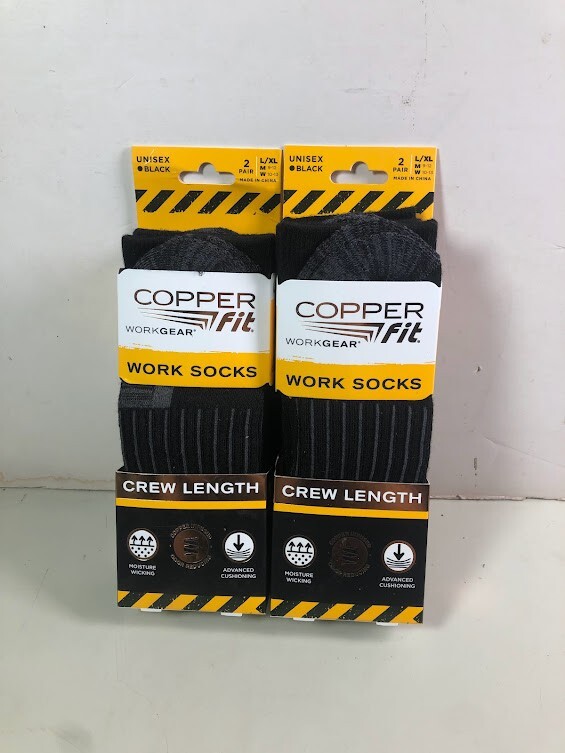 UNISEX
BLACK
2
PAIR
L/XL
M
W
MADE IN CHINA
COPPER
fit
WORKGEAR®
WORK SOCKS
CREW LENGTH
MOISTURE
WICKING
ADVANCED
CUSHIONING
UNISEX
BLACK
2
PAIR
L/XL
M
W
MADE IN CHINA
COPPER
fit
WORKGEAR®
WORK SOCKS
CREW LENGTH
MOISTURE
WICKING
ADVANCED
CUSHIONING